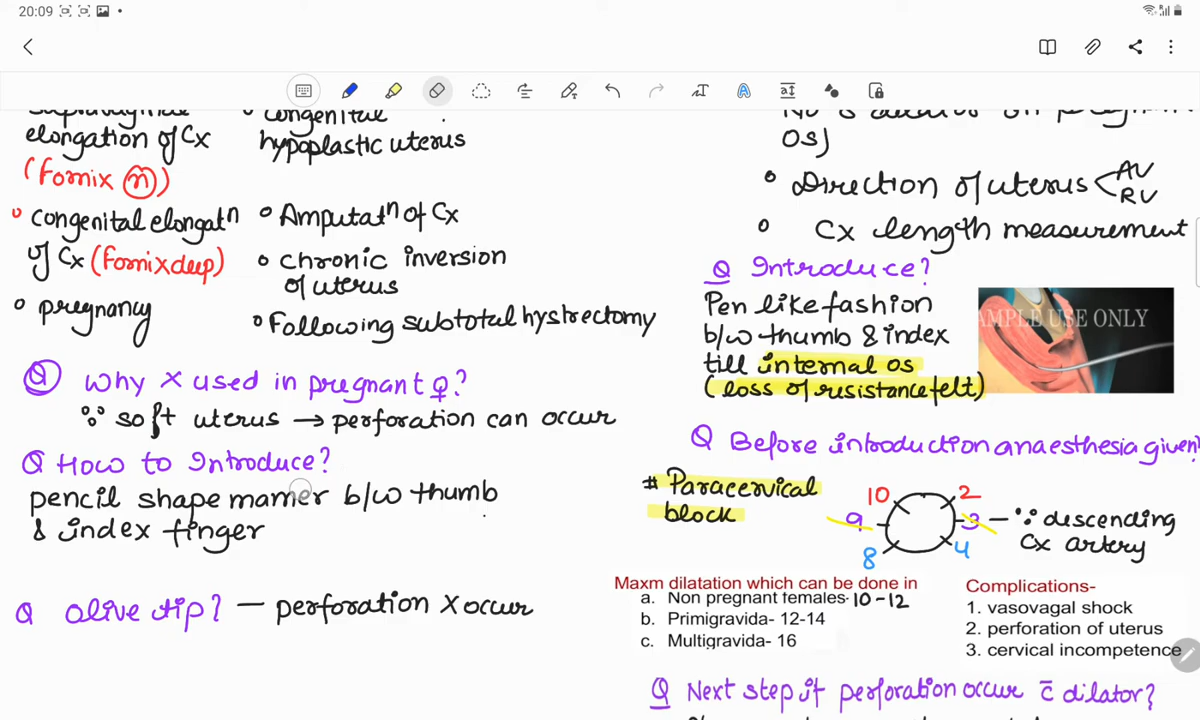 20:09
elongation of Cx
(Fornix (n))
congenital elongatn
of Cx (fornix deep)
pregnancy
congenital
hypoplastic uterus
Amputatn of Cx
chronic inversion
of uterus
Following subtotal hystrectomy
Q Why X used in pregnant ♀?
∵ soft uterus → perforation can occur
Q How to Introduce?
pencil shape manner b/w thumb
& index finger
Q olive tip? — perforation X occur
OS)
Direction of uterus < AV
RV
Cx length measurement
Q Introduce?
Pen like fashion
b/w thumb & index
till internal os
(loss of resistance felt)
AMPLE USE ONLY
Q Before introduction anaesthesia given?
# Paracervical
block
10 2
9 3 — ∵ descending
Cx artery
8 4
Maxm dilatation which can be done in
a. Non pregnant females- 10-12
b. Primigravida- 12-14
c. Multigravida- 16
Complications-
1. vasovagal shock
2. perforation of uterus
3. cervical incompetence
Q Next step if perforation occur c̄ dilator?